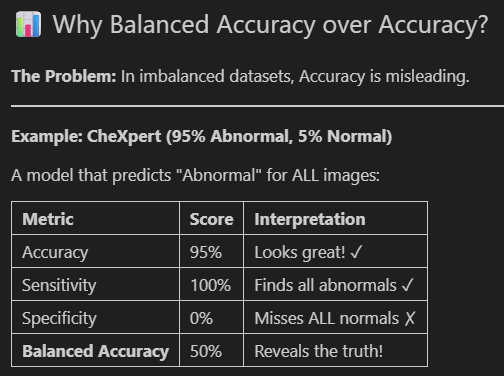 📊 Why Balanced Accuracy over Accuracy?
The Problem: In imbalanced datasets, Accuracy is misleading.
Example: CheXpert (95% Abnormal, 5% Normal)
A model that predicts "Abnormal" for ALL images:
Metric Score Interpretation
Accuracy 95% Looks great! ✓
Sensitivity 100% Finds all abnormals ✓
Specificity 0% Misses ALL normals ✗
Balanced Accuracy 50% Reveals the truth!